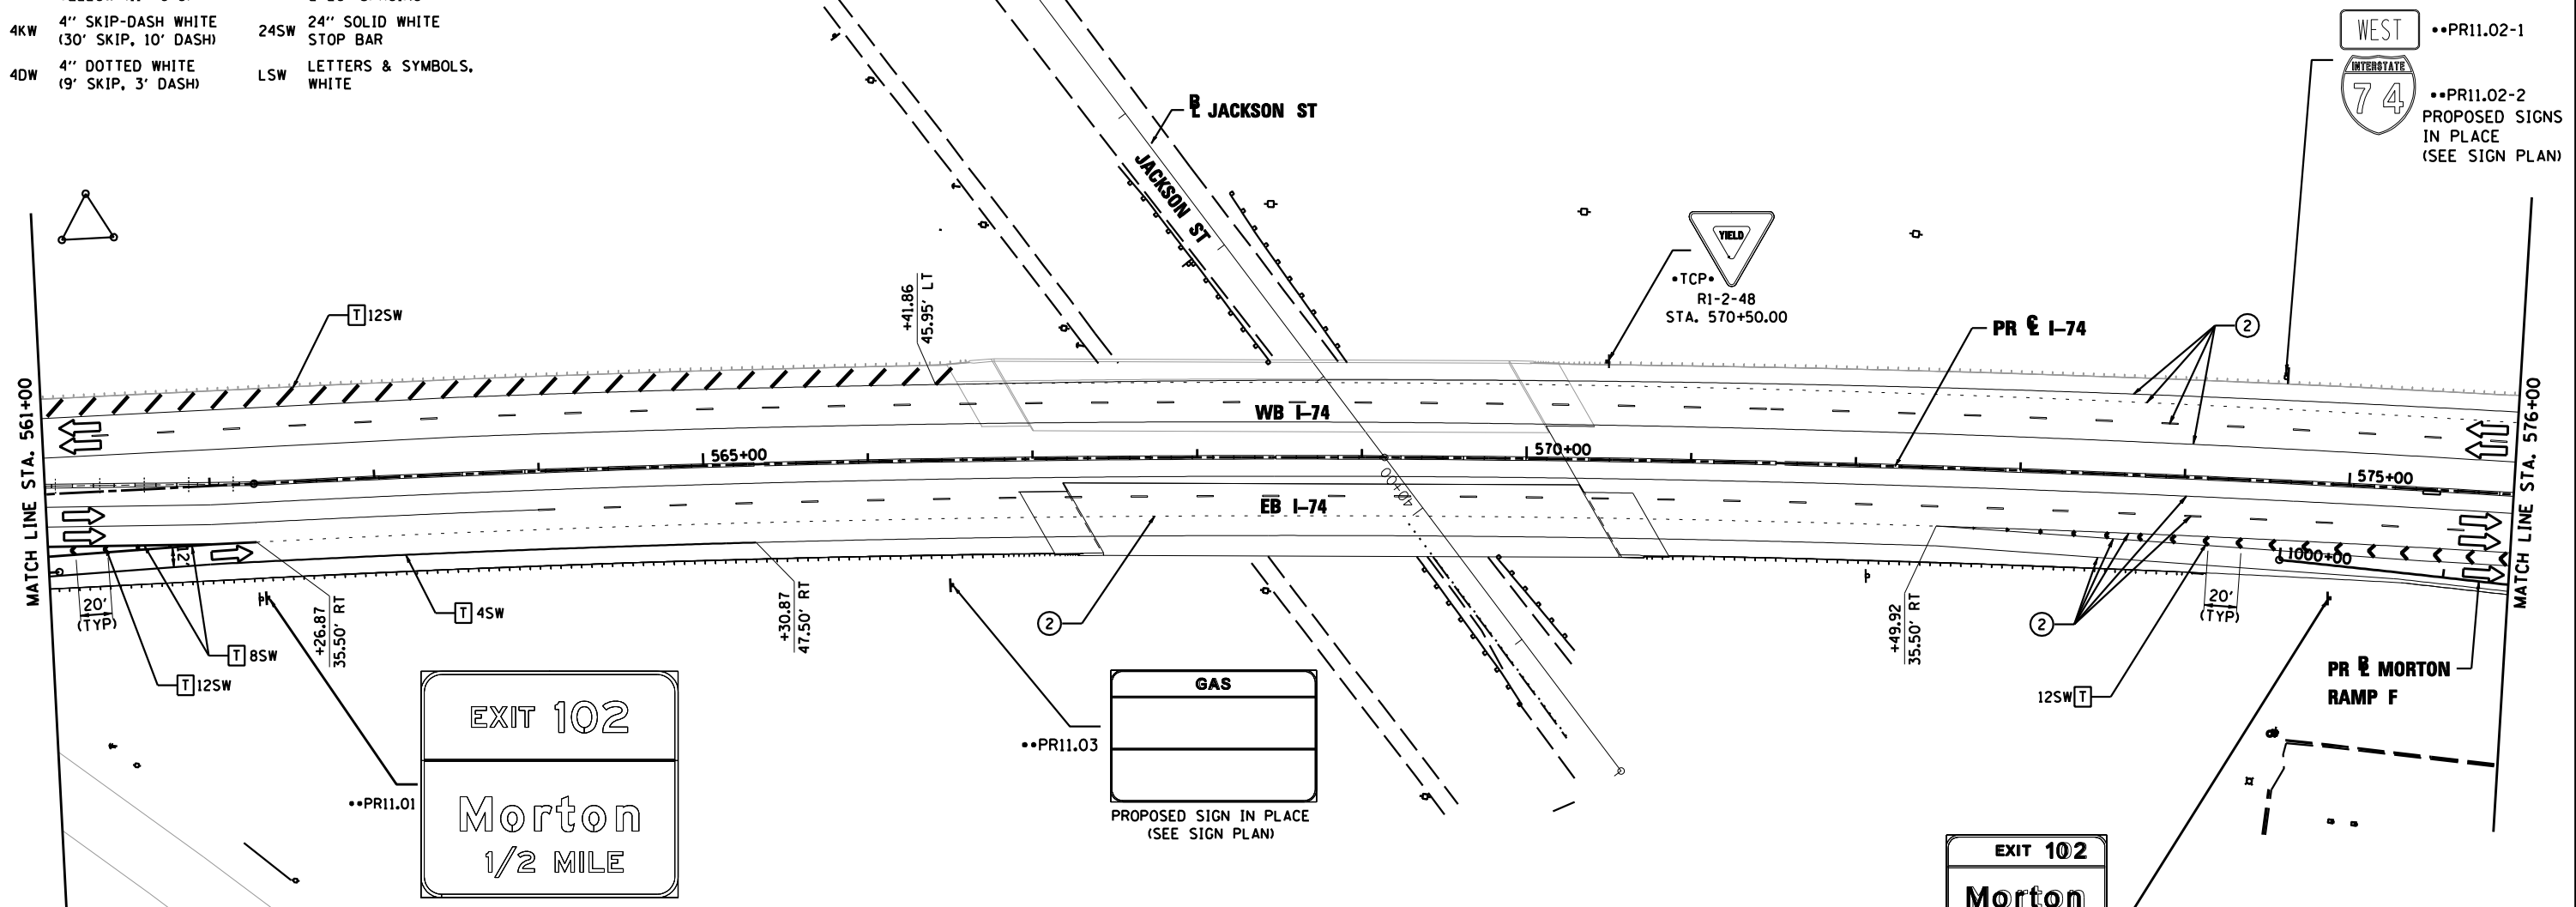 4KW 4" SKIP-DASH WHITE
(30' SKIP, 10' DASH)
24SW 24" SOLID WHITE
STOP BAR
4DW 4" DOTTED WHITE
(9' SKIP, 3' DASH)
LSW LETTERS & SYMBOLS,
WHITE
WEST
••PR11.02-1
INTERSTATE
74
••PR11.02-2
PROPOSED SIGNS
IN PLACE
(SEE SIGN PLAN)
JACKSON ST
JACKSON ST
YIELD
•TCP•
R1-2-48
STA. 570+50.00
T 12SW
+41.86
45.95' LT
PR ℄ I-74
2
MATCH LINE STA. 561+00
WB I-74
565+00
570+00
575+00
MATCH LINE STA. 576+00
EB I-74
12'
1000+00
20'
(TYP)
+26.87
35.50' RT
T 4SW
+30.87
47.50' RT
2
+49.92
35.50' RT
2
20'
(TYP)
T 8SW
T 12SW
12SW T
PR MORTON
RAMP F
EXIT 102
Morton
1/2 MILE
••PR11.01
GAS
••PR11.03
PROPOSED SIGN IN PLACE
(SEE SIGN PLAN)
EXIT 102
Morton